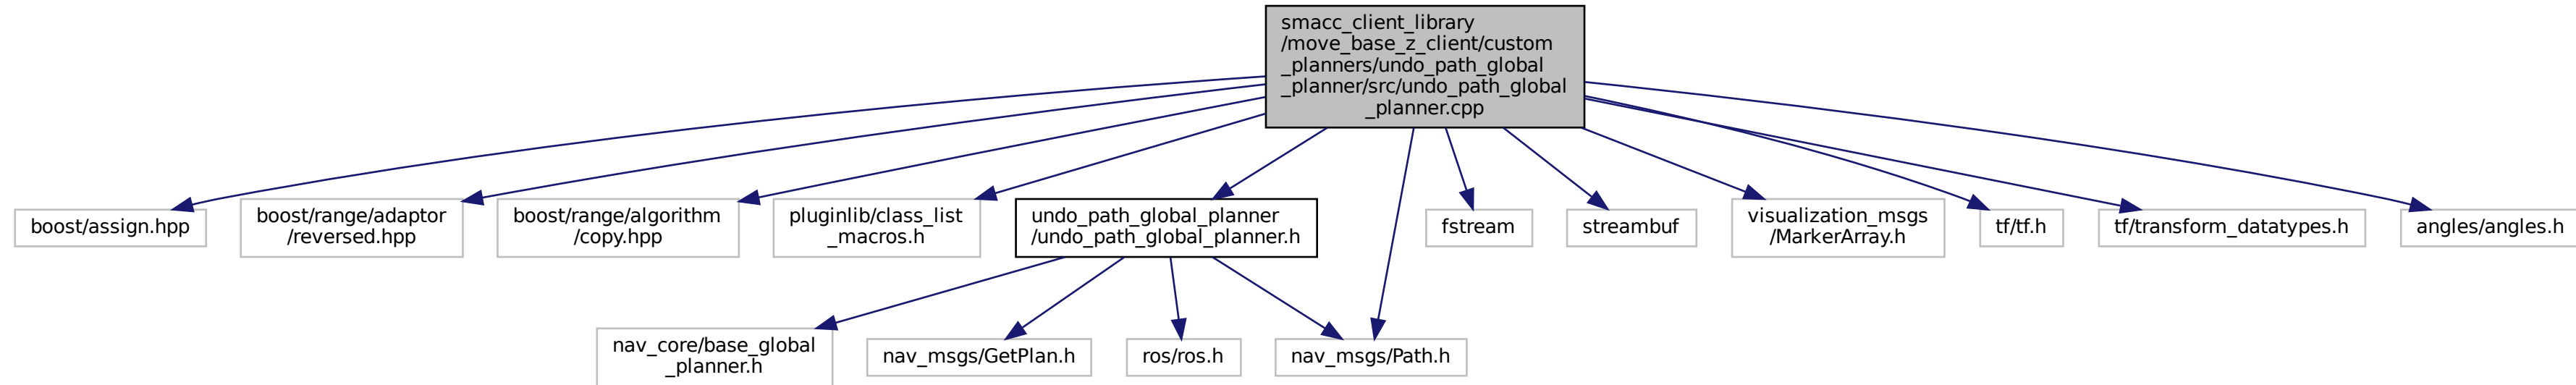 smacc_client_library
/move_base_z_client/custom
_planners/undo_path_global
_planner/src/undo_path_global
_planner.cpp
boost/assign.hpp
boost/range/adaptor
/reversed.hpp
boost/range/algorithm
/copy.hpp
pluginlib/class_list
_macros.h
undo_path_global_planner
/undo_path_global_planner.h
fstream
streambuf
visualization_msgs
/MarkerArray.h
tf/tf.h
tf/transform_datatypes.h
angles/angles.h
nav_core/base_global
_planner.h
nav_msgs/GetPlan.h
ros/ros.h
nav_msgs/Path.h